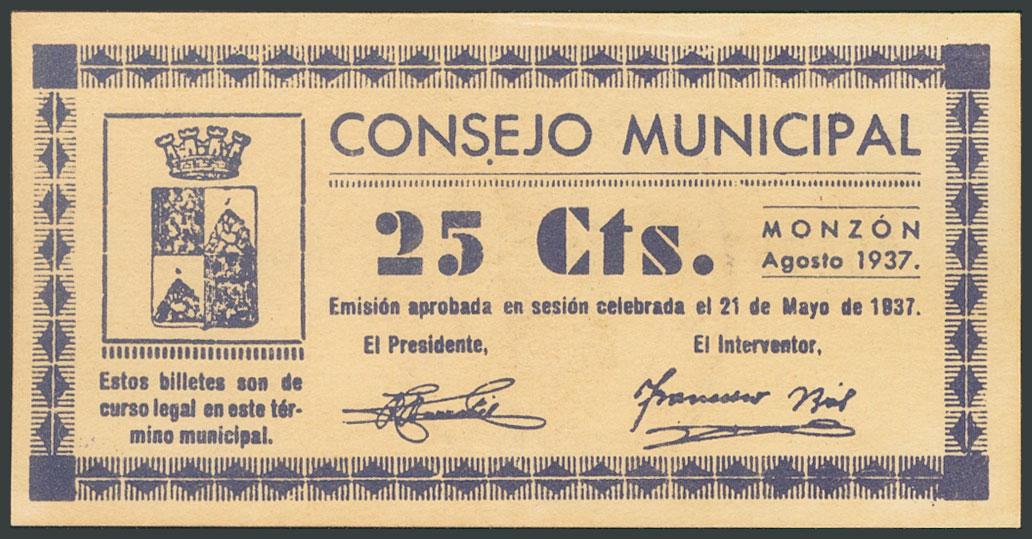 CONSEJO MUNICIPAL
25 Cts.
MONZÓN
Agosto 1937.
Emisión aprobada en sesión celebrada el 21 de Mayo de 1937.
El Presidente,
El Interventor,
Francisco
Estos billetes son de
curso legal en este tér-
mino municipal.